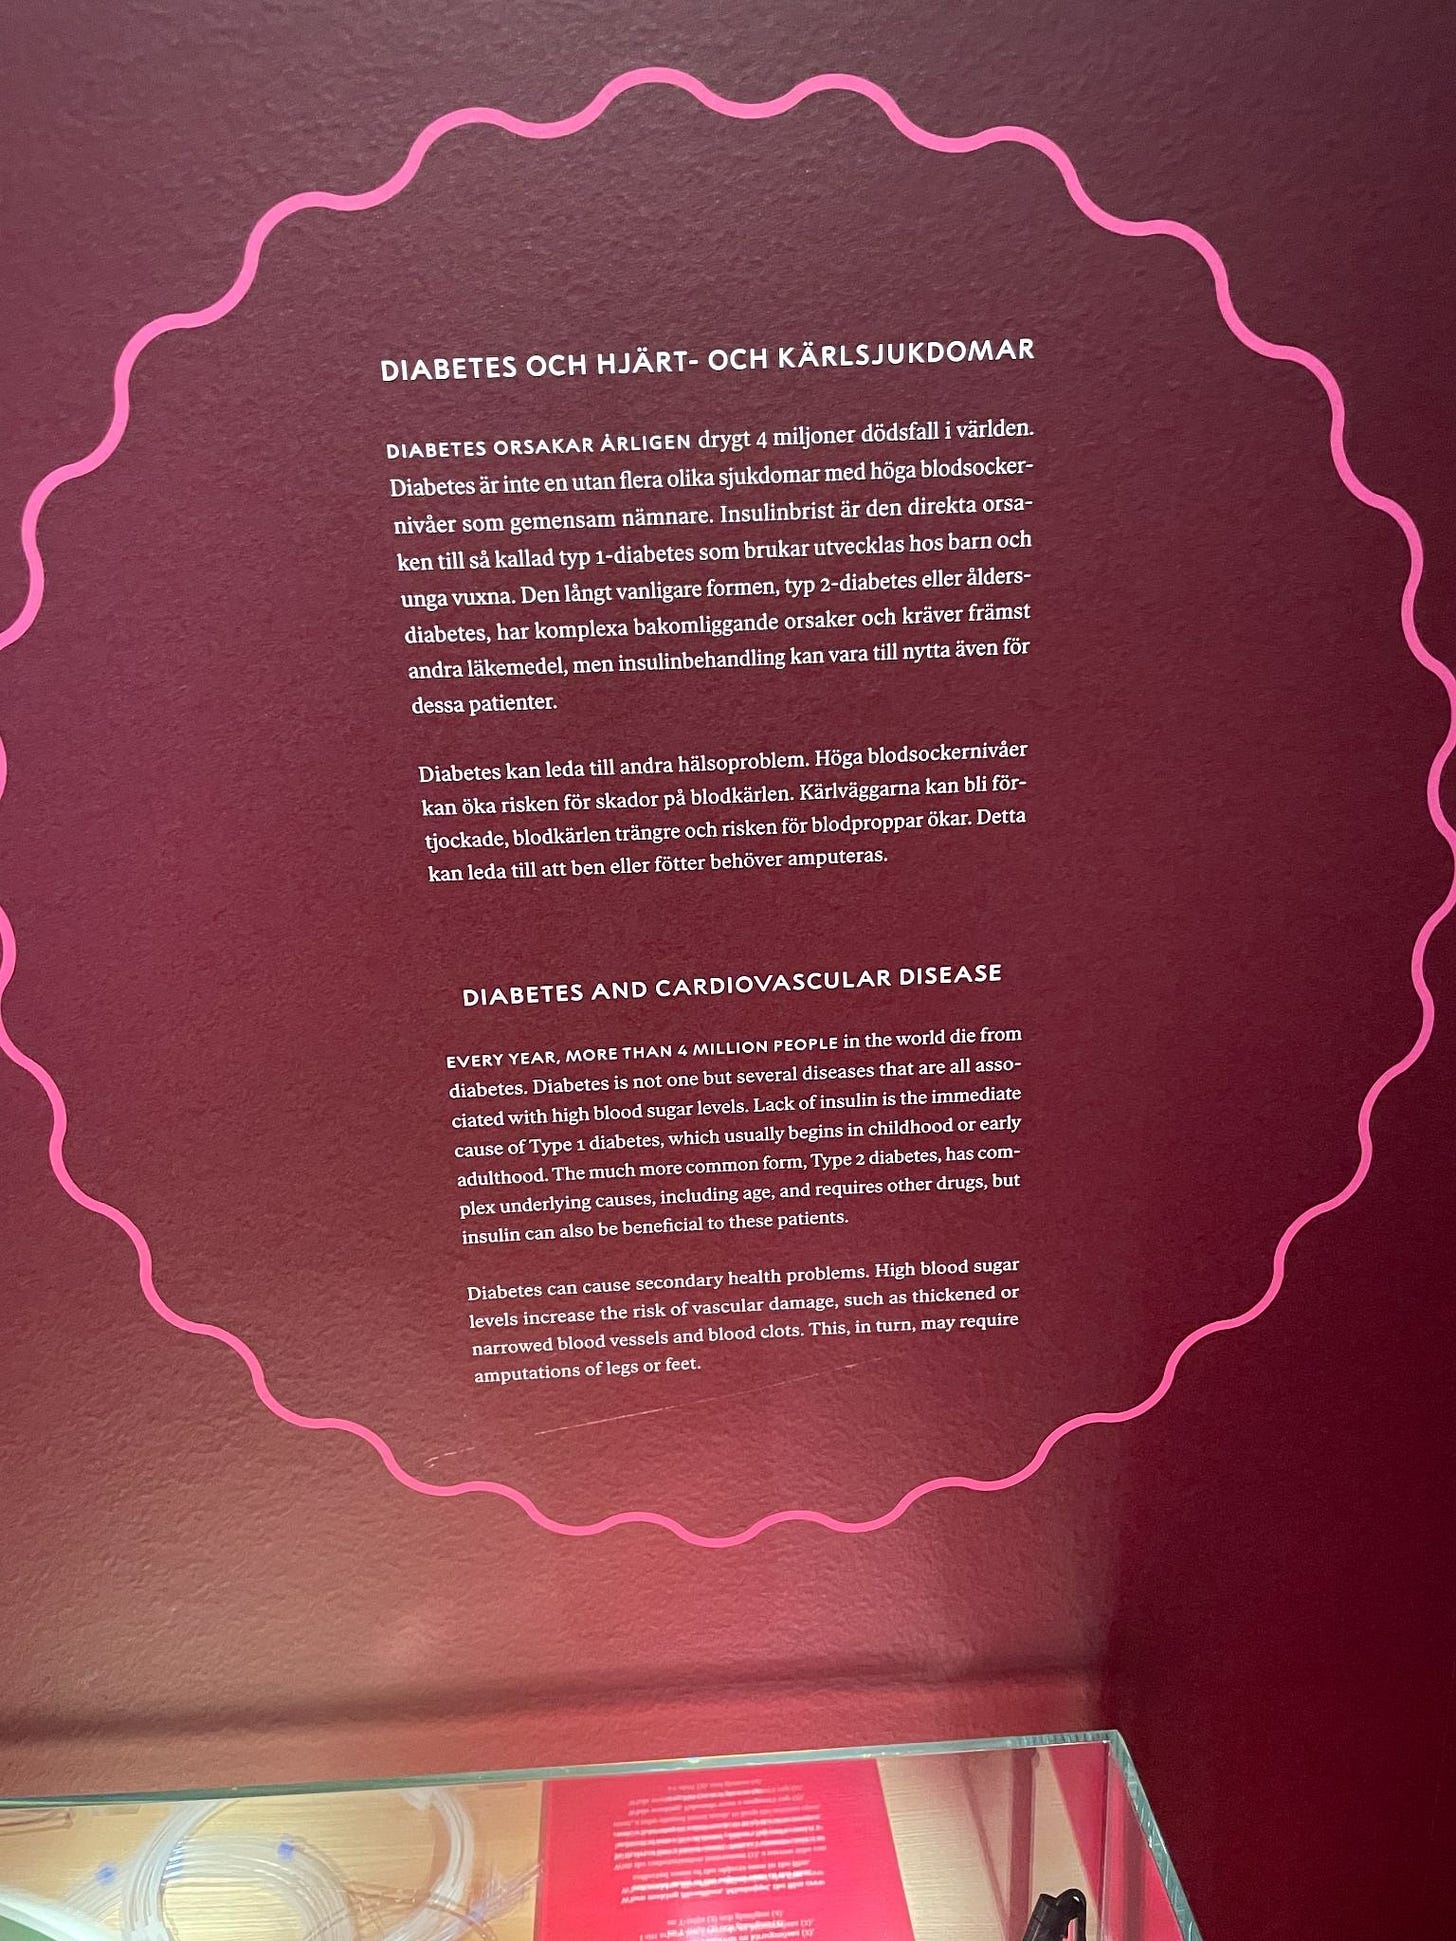 DIABETES OCH HJÄRT- OCH KÄRLSJUKDOMAR
DIABETES ORSAKAR ÅRLIGEN drygt 4 miljoner dödsfall i världen.
Diabetes är inte en utan flera olika sjukdomar med höga blodsocker-
nivåer som gemensam nämnare. Insulinbrist är den direkta orsa-
ken till så kallad typ 1-diabetes som brukar utvecklas hos barn och
unga vuxna. Den långt vanligare formen, typ 2-diabetes eller ålders-
diabetes, har komplexa bakomliggande orsaker och kräver främst
andra läkemedel, men insulinbehandling kan vara till nytta även för
dessa patienter.
Diabetes kan leda till andra hälsoproblem. Höga blodsockernivåer
kan öka risken för skador på blodkärlen. Kärlväggarna kan bli för-
tjockade, blodkärlen trängre och risken för blodproppar ökar. Detta
kan leda till att ben eller fötter behöver amputeras.
DIABETES AND CARDIOVASCULAR DISEASE
EVERY YEAR, MORE THAN 4 MILLION PEOPLE in the world die from
diabetes. Diabetes is not one but several diseases that are all asso-
ciated with high blood sugar levels. Lack of insulin is the immediate
cause of Type 1 diabetes, which usually begins in childhood or early
adulthood. The much more common form, Type 2 diabetes, has com-
plex underlying causes, including age, and requires other drugs, but
insulin can also be beneficial to these patients.
Diabetes can cause secondary health problems. High blood sugar
levels increase the risk of vascular damage, such as thickened or
narrowed blood vessels and blood clots. This, in turn, may require
amputations of legs or feet.